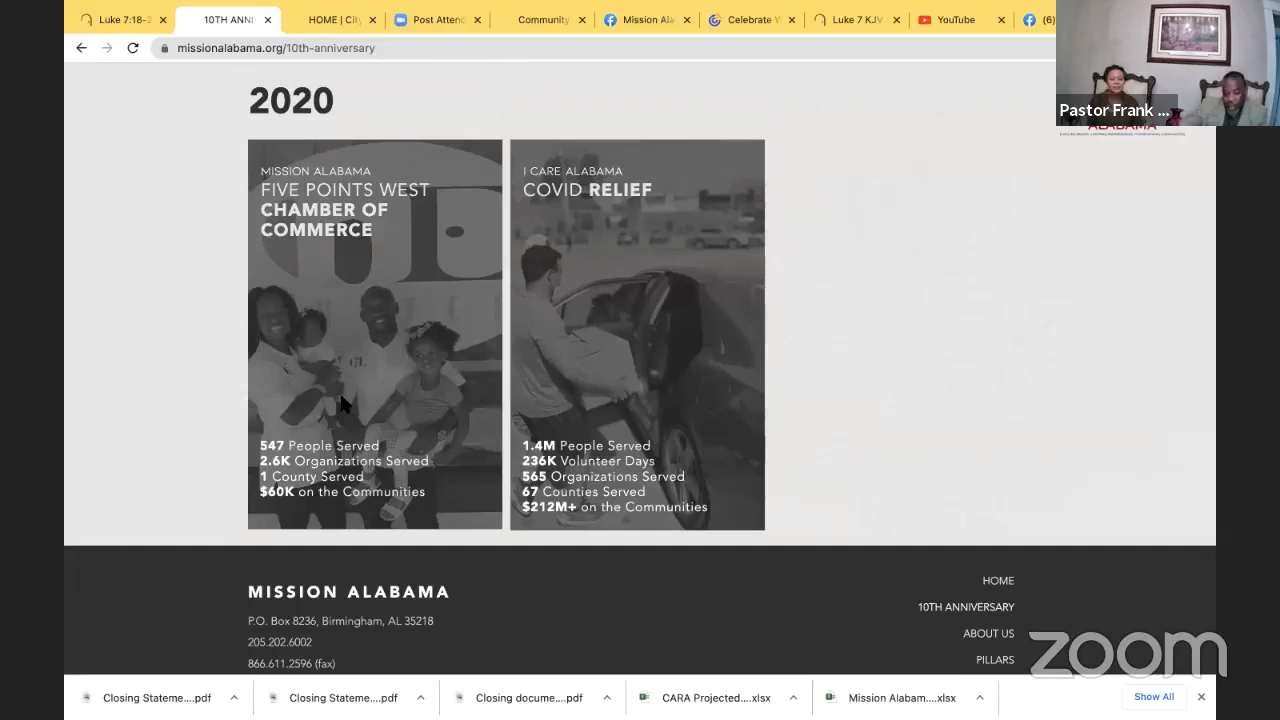 Luke 7:18-2
10TH ANNI
HOME | City
Post Attend
Community
Mission Ala
Celebrate V
Luke 7 KJV
YouTube
(6)
missionalabama.org/10th-anniversary
Pastor Frank ...
ALABAMA
2020
MISSION ALABAMA
FIVE POINTS WEST
CHAMBER OF
COMMERCE
547 People Served
2.6K Organizations Served
1 County Served
$60K on the Communities
I CARE ALABAMA
COVID RELIEF
1.4M People Served
236K Volunteer Days
565 Organizations Served
67 Counties Served
$212M+ on the Communities
MISSION ALABAMA
P.O. Box 8236, Birmingham, AL 35218
205.202.6002
866.611.2596 (fax)
HOME
10TH ANNIVERSARY
ABOUT US
PILLARS
zoom
Closing Stateme....pdf
Closing Stateme....pdf
Closing docume....pdf
CARA Projected....xlsx
Mission Alabam....xlsx
Show All